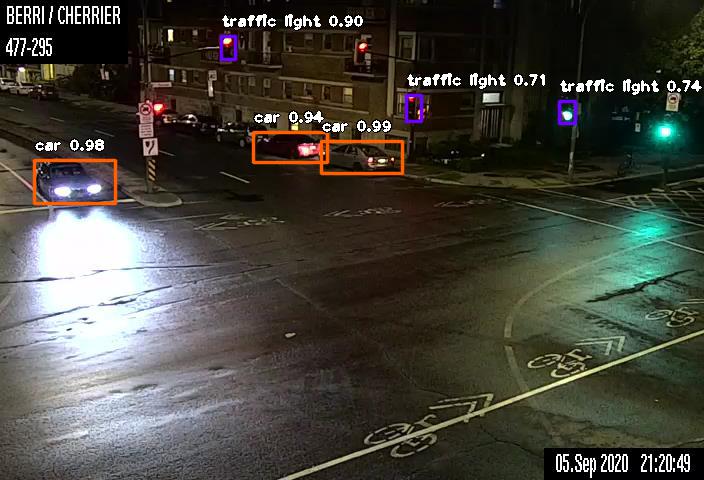 BERRI / CHERRIER
477-295
traffic light 0.90
traffic light 0.71
traffic light 0.74
car 0.94
car 0.99
car 0.98
05.Sep 2020 21:20:49